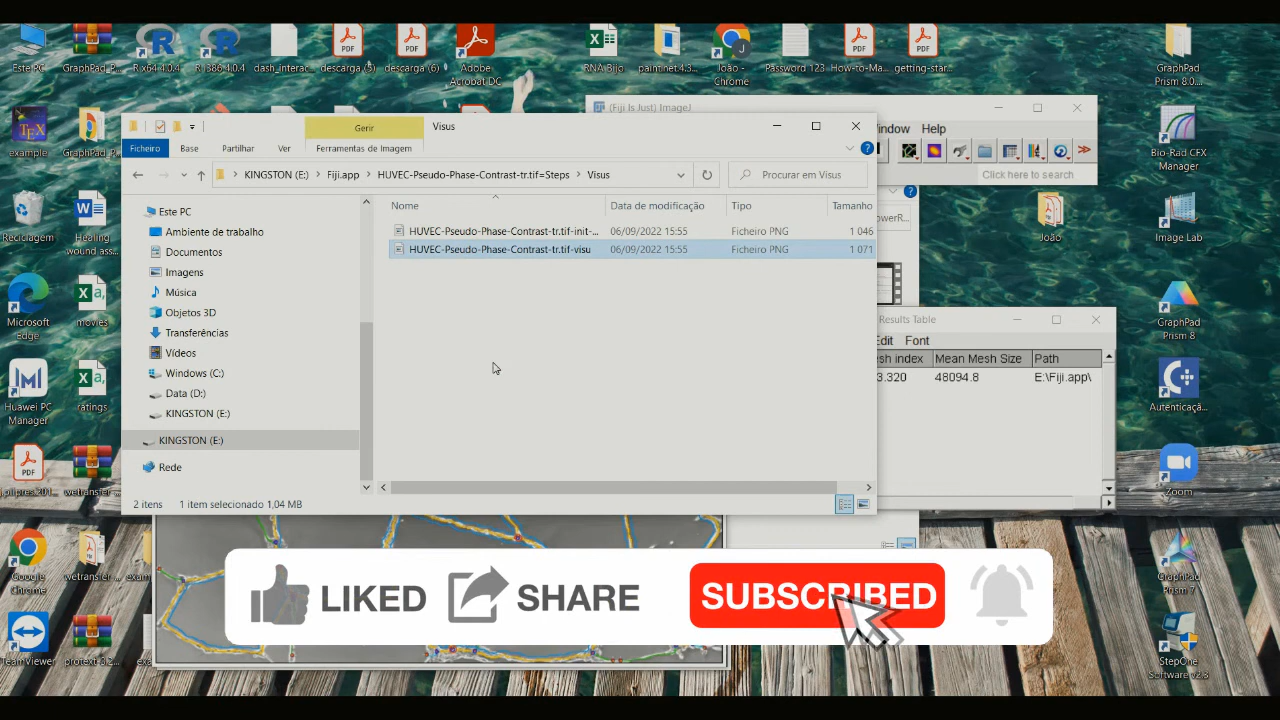 Este PC
GraphPad_P...
R x64 4.0.4
R i386 4.0.4
dash_interac...
descarga (5)
descarga (6)
Adobe
Acrobat DC
RNA Bijo
paint.net.4.3...
João -
Chrome
Password 123
How-to-Ma...
getting-star...
GraphPad
Prism 8.0...
(Fiji Is Just) ImageJ
Window Help
Click here to search
Gerir
Visus
Ficheiro
Base
Partilhar
Ver
Ferramentas de Imagem
KINGSTON (E:) > Fiji.app > HUVEC-Pseudo-Phase-Contrast-tr.tif=Steps > Visus
Procurar em Visus
Nome
Data de modificação
Tipo
Tamanho
HUVEC-Pseudo-Phase-Contrast-tr.tif-init-...
06/09/2022 15:55
Ficheiro PNG
1 046
HUVEC-Pseudo-Phase-Contrast-tr.tif-visu
06/09/2022 15:55
Ficheiro PNG
1 071
Este PC
Ambiente de trabalho
Documentos
Imagens
Música
Objetos 3D
Transferências
Vídeos
Windows (C:)
Data (D:)
KINGSTON (E:)
KINGSTON (E:)
Rede
2 itens
1 item selecionado 1,04 MB
example
GraphPad_P...
Reciclagem
Healing
wound ass...
Microsoft
Edge
movies
Huawei PC
Manager
ratings
wetransfer-...
Google
Chrome
wetransfer-...
TeamViewer
protext-3.2...
Bio-Rad CFX
Manager
João
Image Lab
Results Table
Edit Font
esh index
Mean Mesh Size
Path
3.320
48094.8
E:\Fiji.app\
GraphPad
Prism 8
Autenticaçã...
Zoom
GraphPad
Prism 7
StepOne
Software v2.3
LIKED
SHARE
SUBSCRIBED